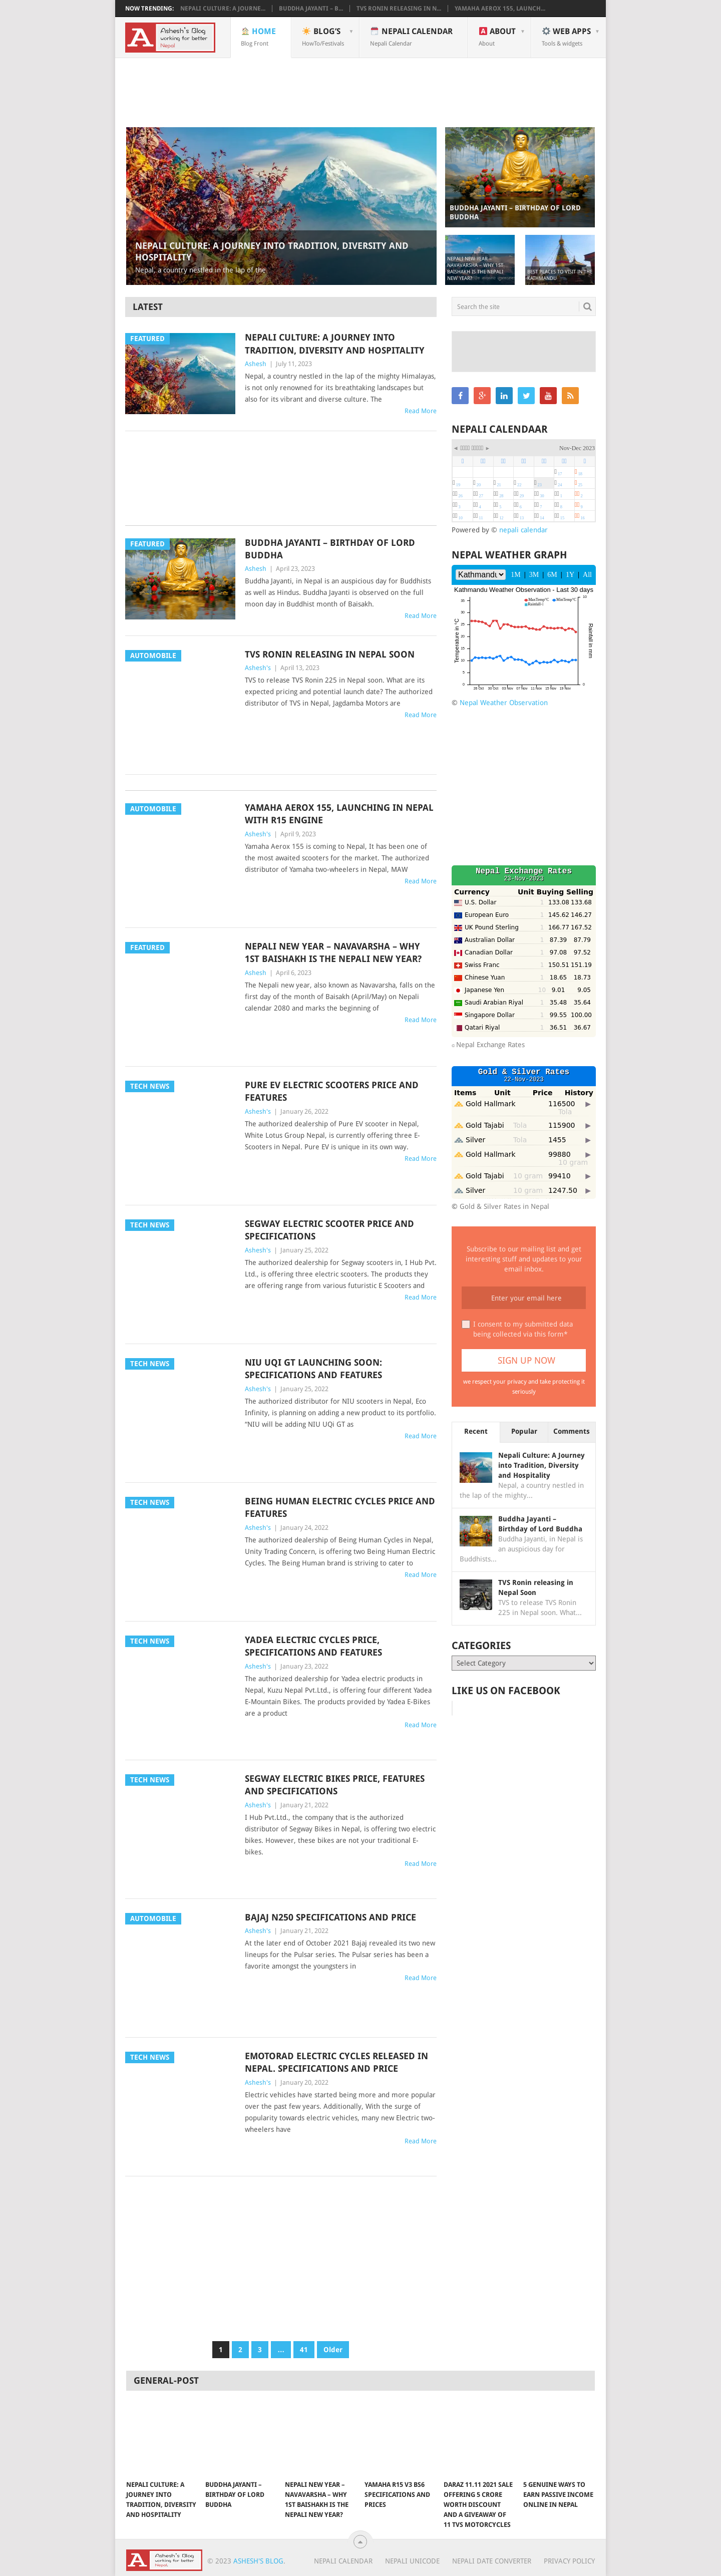 NOW TRENDING: NEPALI CULTURE: A JOURNE... BUDDHA JAYANTI – B... TVS RONIN RELEASING IN N... YAMAHA AEROX 155, LAUNCH...
Ashesh's Blog
working for better
Nepal
HOME
Blog Front
BLOG'S
HowTo/Festivals
NEPALI CALENDAR
Nepali Calendar
ABOUT
About
WEB APPS
Tools & widgets
NEPALI CULTURE: A JOURNEY INTO TRADITION, DIVERSITY AND
HOSPITALITY
Nepal, a country nestled in the lap of the
BUDDHA JAYANTI – BIRTHDAY OF LORD
BUDDHA
NEPALI NEW YEAR –
NAVAVARSHA – WHY 1ST
BAISHAKH IS THE NEPALI
NEW YEAR?
BEST PLACES TO VISIT IN
KATHMANDU
LATEST
FEATURED
NEPALI CULTURE: A JOURNEY INTO
TRADITION, DIVERSITY AND HOSPITALITY
Ashesh | July 11, 2023
Nepal, a country nestled in the lap of the mighty Himalayas,
is not only renowned for its breathtaking landscapes but
also for its vibrant and diverse culture. The
Read More
FEATURED
BUDDHA JAYANTI – BIRTHDAY OF LORD
BUDDHA
Ashesh | April 23, 2023
Buddha Jayanti, in Nepal is an auspicious day for Buddhists
as well as Hindus. Buddha Jayanti is observed on the full
moon day in Buddhist month of Baisakh.
Read More
AUTOMOBILE
TVS RONIN RELEASING IN NEPAL SOON
Ashesh's | April 13, 2023
TVS to release TVS Ronin 225 in Nepal soon. What are its
expected pricing and potential launch date? The authorized
distributor of TVS in Nepal, Jagdamba Motors are
Read More
AUTOMOBILE
YAMAHA AEROX 155, LAUNCHING IN NEPAL
WITH R15 ENGINE
Ashesh's | April 9, 2023
Yamaha Aerox 155 is coming to Nepal, It has been one of
the most awaited scooters for the market. The authorized
distributor of Yamaha two-wheelers in Nepal, MAW
Read More
FEATURED
NEPALI NEW YEAR – NAVAVARSHA – WHY
1ST BAISHAKH IS THE NEPALI NEW YEAR?
Ashesh | April 6, 2023
The Nepali new year, also known as Navavarsha, falls on the
first day of the month of Baisakh (April/May) on Nepali
calendar 2080 and marks the beginning of
Read More
TECH NEWS
PURE EV ELECTRIC SCOOTERS PRICE AND
FEATURES
Ashesh's | January 26, 2022
The authorized dealership of Pure EV scooter in Nepal,
White Lotus Group Nepal, is currently offering three E-
Scooters in Nepal. Pure EV is unique in its own way.
Read More
TECH NEWS
SEGWAY ELECTRIC SCOOTER PRICE AND
SPECIFICATIONS
Ashesh's | January 25, 2022
The authorized dealership for Segway scooters in, I Hub Pvt.
Ltd., is offering three electric scooters. The products they
are offering range from various futuristic E Scooters and
Read More
TECH NEWS
NIU UQI GT LAUNCHING SOON:
SPECIFICATIONS AND FEATURES
Ashesh's | January 25, 2022
The authorized distributor for NIU scooters in Nepal, Eco
Infinity, is planning on adding a new product to its portfolio.
"NIU will be adding NIU UQi GT as
Read More
TECH NEWS
BEING HUMAN ELECTRIC CYCLES PRICE AND
FEATURES
Ashesh's | January 24, 2022
The authorized dealership of Being Human Cycles in Nepal,
Unity Trading Concern, is offering two Being Human Electric
Cycles. The Being Human brand is striving to cater to
Read More
TECH NEWS
YADEA ELECTRIC CYCLES PRICE,
SPECIFICATIONS AND FEATURES
Ashesh's | January 23, 2022
The authorized dealership for Yadea electric products in
Nepal, Kuzu Nepal Pvt.Ltd., is offering four different Yadea
E-Mountain Bikes. The products provided by Yadea E-Bikes
are a product
Read More
TECH NEWS
SEGWAY ELECTRIC BIKES PRICE, FEATURES
AND SPECIFICATIONS
Ashesh's | January 21, 2022
I Hub Pvt.Ltd., the company that is the authorized
distributor of Segway Bikes in Nepal, is offering two electric
bikes. However, these bikes are not your traditional E-
bikes.
Read More
AUTOMOBILE
BAJAJ N250 SPECIFICATIONS AND PRICE
Ashesh's | January 21, 2022
At the later end of October 2021 Bajaj revealed its two new
lineups for the Pulsar series. The Pulsar series has been a
favorite amongst the youngsters in
Read More
TECH NEWS
EMOTORAD ELECTRIC CYCLES RELEASED IN
NEPAL. SPECIFICATIONS AND PRICE
Ashesh's | January 20, 2022
Electric vehicles have started being more and more popular
over the past few years. Additionally, With the surge of
popularity towards electric vehicles, many new Electric two-
wheelers have
Read More
1 2 3 ... 41 Older
Search the site
NEPALI CALENDAAR
Nov-Dec 2023
Powered by © nepali calendar
NEPAL WEATHER GRAPH
Kathmandu 1M | 3M | 6M | 1Y | All
Kathmandu Weather Observation - Last 30 days
Temperature in °C
Rainfall in mm
© Nepal Weather Observation
Nepal Exchange Rates
23-Nov-2023
Currency Unit Buying Selling
U.S. Dollar 1 133.08 133.68
European Euro 1 145.62 146.27
UK Pound Sterling 1 166.77 167.52
Australian Dollar 1 87.39 87.79
Canadian Dollar 1 97.08 97.52
Swiss Franc 1 150.51 151.19
Chinese Yuan 1 18.65 18.73
Japanese Yen 10 9.01 9.05
Saudi Arabian Riyal 1 35.48 35.64
Singapore Dollar 1 99.55 100.00
Qatari Riyal 1 36.51 36.67
Nepal Exchange Rates
Gold & Silver Rates
22-Nov-2023
Items Unit Price History
Gold Hallmark Tola 116500
Gold Tajabi Tola 115900
Silver Tola 1455
Gold Hallmark 10 gram 99880
Gold Tajabi 10 gram 99410
Silver 10 gram 1247.50
© Gold & Silver Rates in Nepal
Subscribe to our mailing list and get
interesting stuff and updates to your
email inbox.
Enter your email here
I consent to my submitted data
being collected via this form*
SIGN UP NOW
we respect your privacy and take protecting it
seriously
Recent Popular Comments
Nepali Culture: A Journey
into Tradition, Diversity
and Hospitality
Nepal, a country nestled in
the lap of the mighty...
Buddha Jayanti –
Birthday of Lord Buddha
Buddha Jayanti, in Nepal is
an auspicious day for
Buddhists...
TVS Ronin releasing in
Nepal Soon
TVS to release TVS Ronin
225 in Nepal soon. What...
CATEGORIES
Select Category
LIKE US ON FACEBOOK
GENERAL-POST
NEPALI CULTURE: A
JOURNEY INTO
TRADITION, DIVERSITY
AND HOSPITALITY
BUDDHA JAYANTI –
BIRTHDAY OF LORD
BUDDHA
NEPALI NEW YEAR –
NAVAVARSHA – WHY
1ST BAISHAKH IS THE
NEPALI NEW YEAR?
YAMAHA R15 V3 BS6
SPECIFICATIONS AND
PRICES
DARAZ 11.11 2021 SALE
OFFERING 5 CRORE
WORTH DISCOUNT
AND A GIVEAWAY OF
11 TVS MOTORCYCLES
5 GENUINE WAYS TO
EARN PASSIVE INCOME
ONLINE IN NEPAL
Ashesh's Blog
working for better
Nepal
© 2023 ASHESH'S BLOG.
NEPALI CALENDAR NEPALI UNICODE NEPALI DATE CONVERTER PRIVACY POLICY